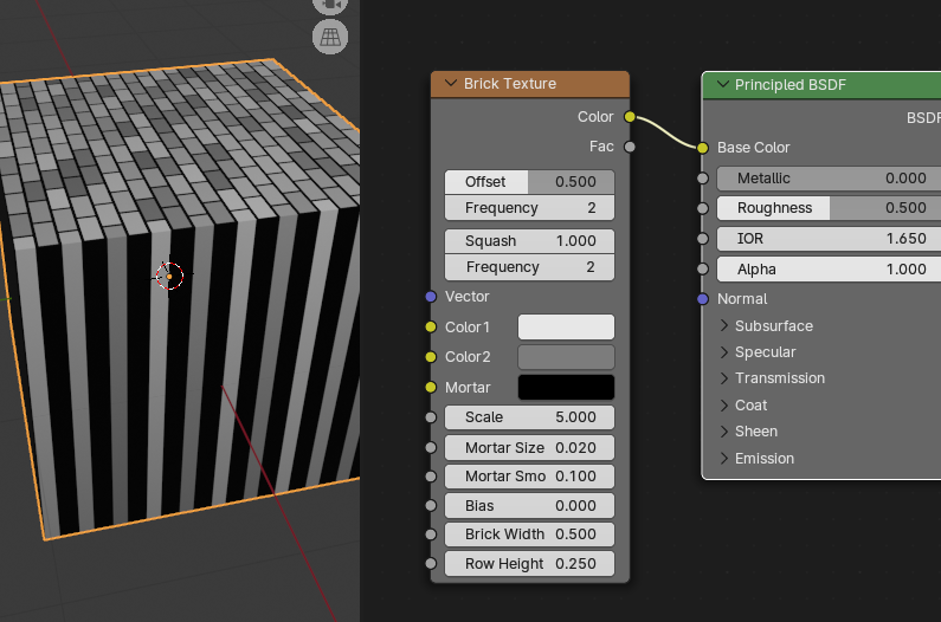 Brick Texture
Color
Fac
Offset 0.500
Frequency 2
Squash 1.000
Frequency 2
Vector
Color1
Color2
Mortar
Scale 5.000
Mortar Size 0.020
Mortar Smo 0.100
Bias 0.000
Brick Width 0.500
Row Height 0.250
Principled BSDF
BSDF
Base Color
Metallic 0.000
Roughness 0.500
IOR 1.650
Alpha 1.000
Normal
Subsurface
Specular
Transmission
Coat
Sheen
Emission